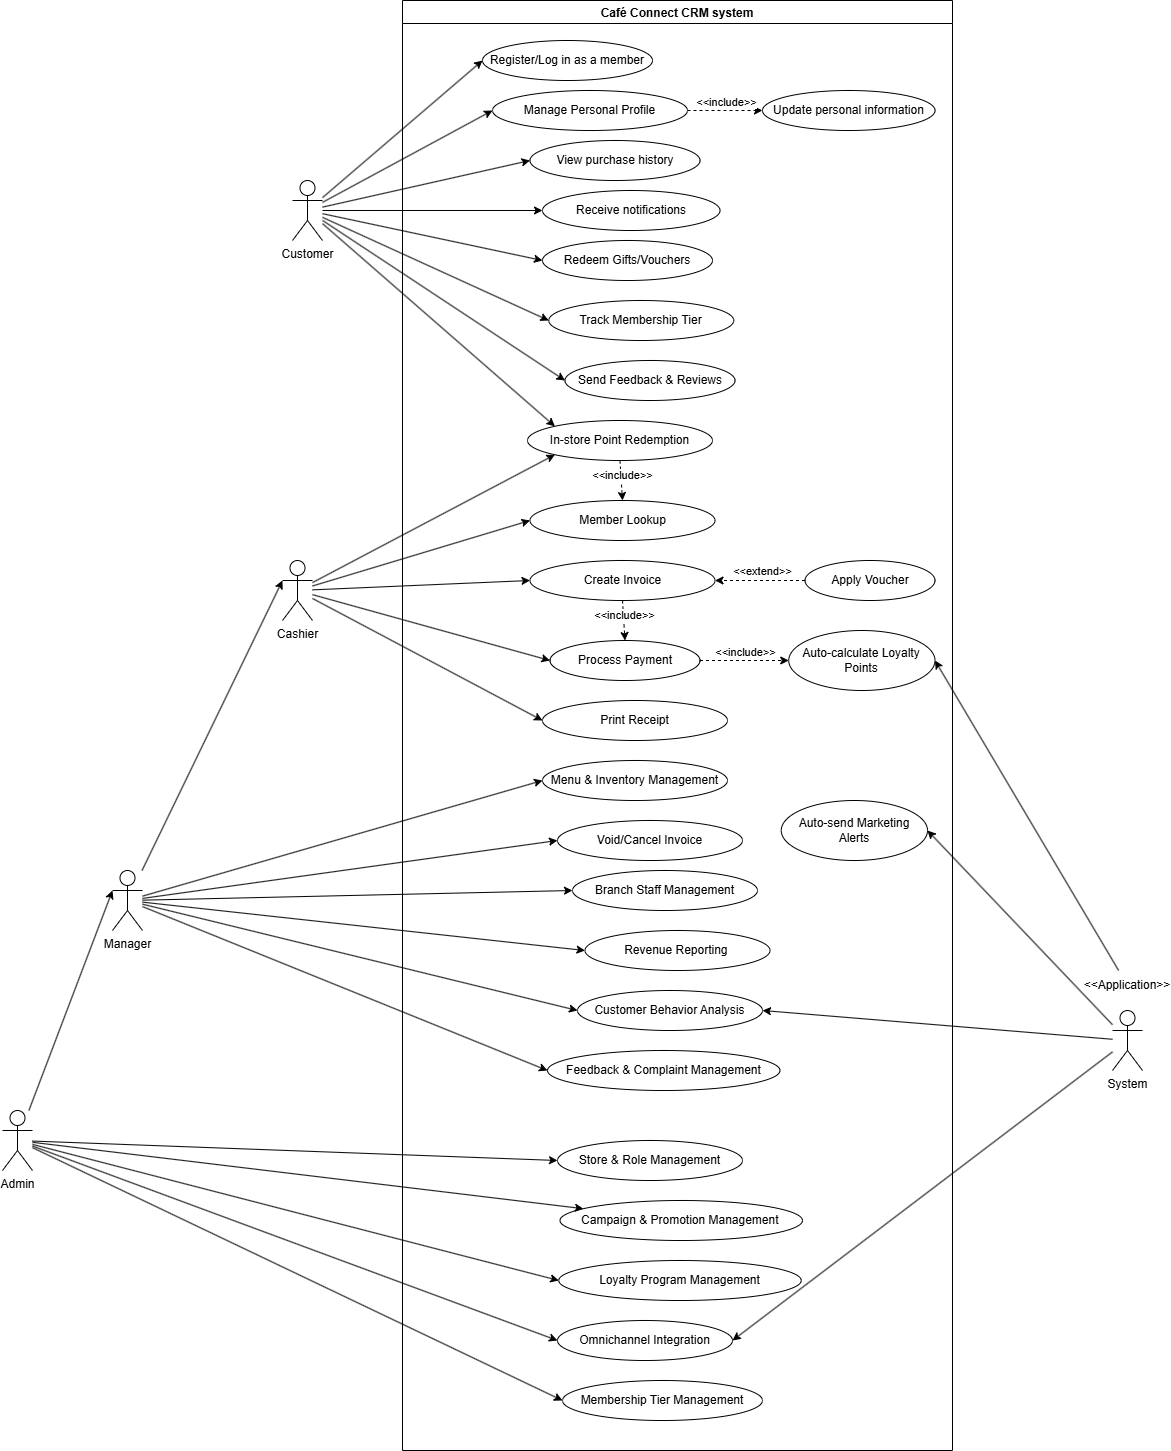 Café Connect CRM system
Register/Log in as a member
Manage Personal Profile
<<include>>
Update personal information
View purchase history
Receive notifications
Customer
Redeem Gifts/Vouchers
Track Membership Tier
Send Feedback & Reviews
In-store Point Redemption
<<include>>
Member Lookup
Cashier
Create Invoice
<<extend>>
Apply Voucher
<<include>>
Process Payment
<<include>>
Auto-calculate Loyalty
Points
Print Receipt
Menu & Inventory Management
Auto-send Marketing
Alerts
Void/Cancel Invoice
Branch Staff Management
Manager
Revenue Reporting
<<Application>>
Customer Behavior Analysis
System
Feedback & Complaint Management
Admin
Store & Role Management
Campaign & Promotion Management
Loyalty Program Management
Omnichannel Integration
Membership Tier Management